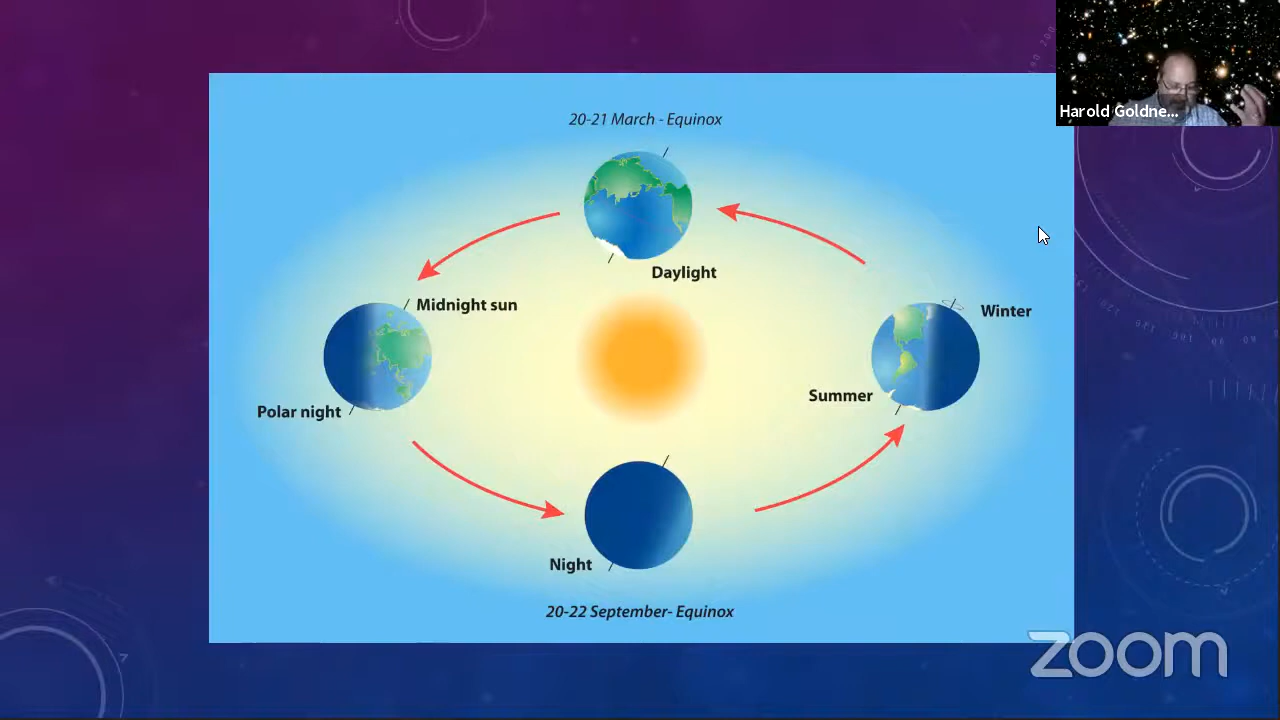 Harold Goldne...
20-21 March - Equinox
Daylight
Midnight sun
Winter
Summer
Polar night
Night
20-22 September- Equinox
zoom